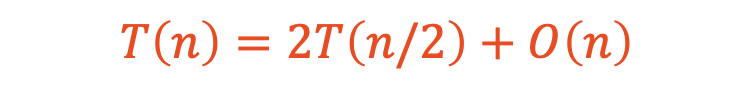 T(n) = 2T(n/2) + O(n)